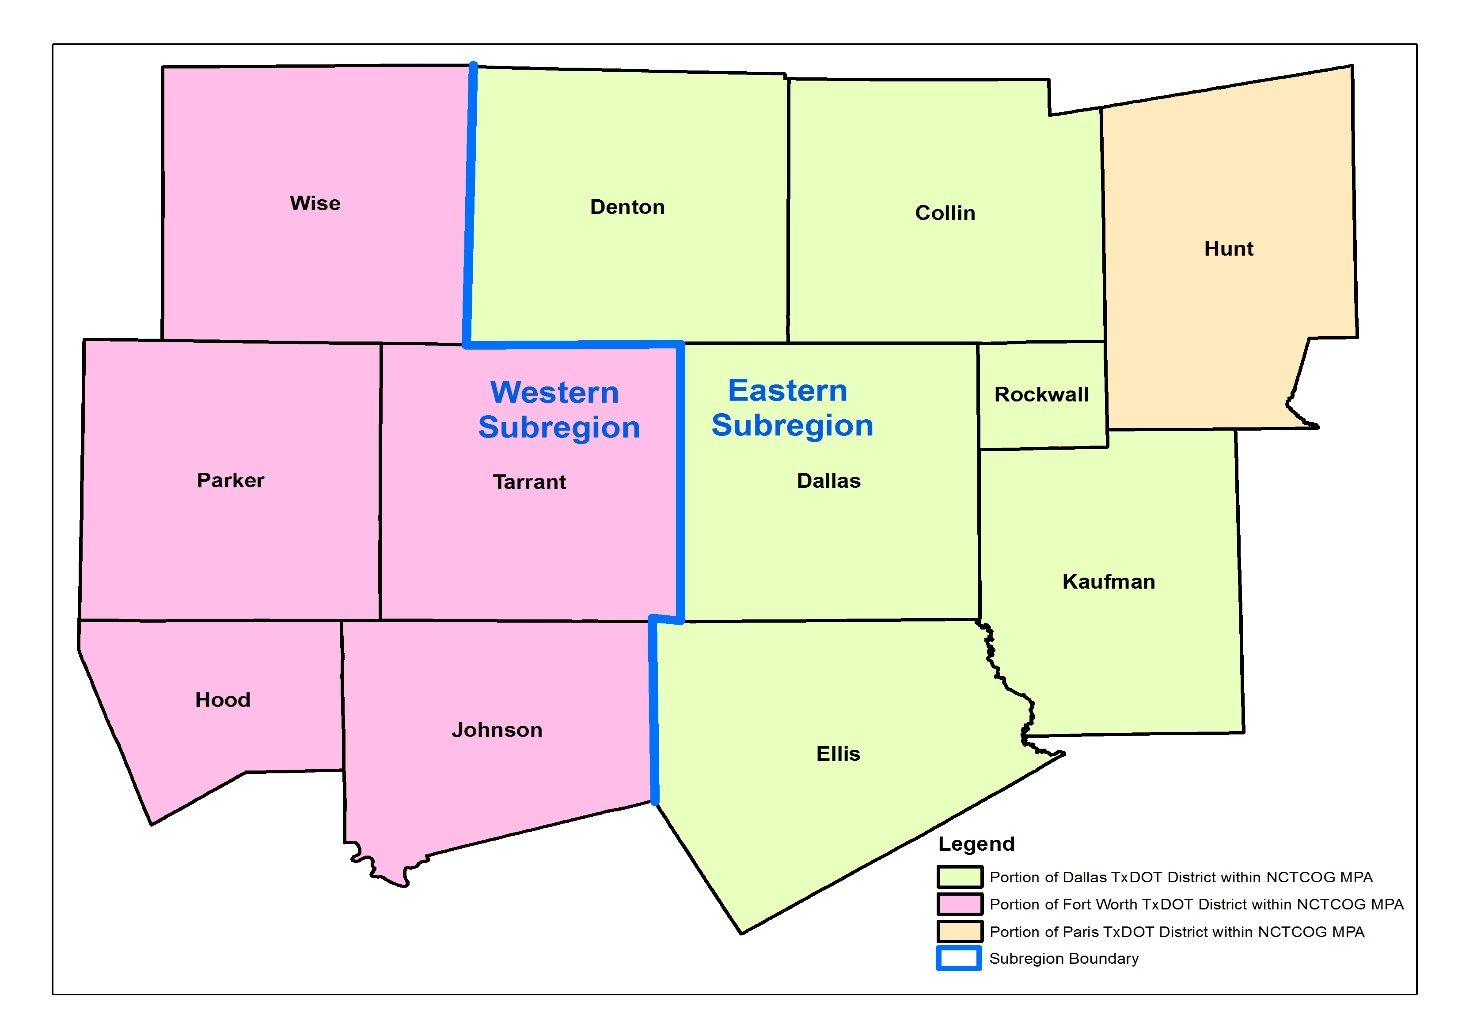 Wise
Denton
Collin
Hunt
Western
Subregion
Eastern
Subregion
Rockwall
Parker
Tarrant
Dallas
Kaufman
Hood
Johnson
Ellis
Legend
Portion of Dallas TxDOT District within NCTCOG MPA
Portion of Fort Worth TxDOT District within NCTCOG MPA
Portion of Paris TxDOT District within NCTCOG MPA
Subregion Boundary